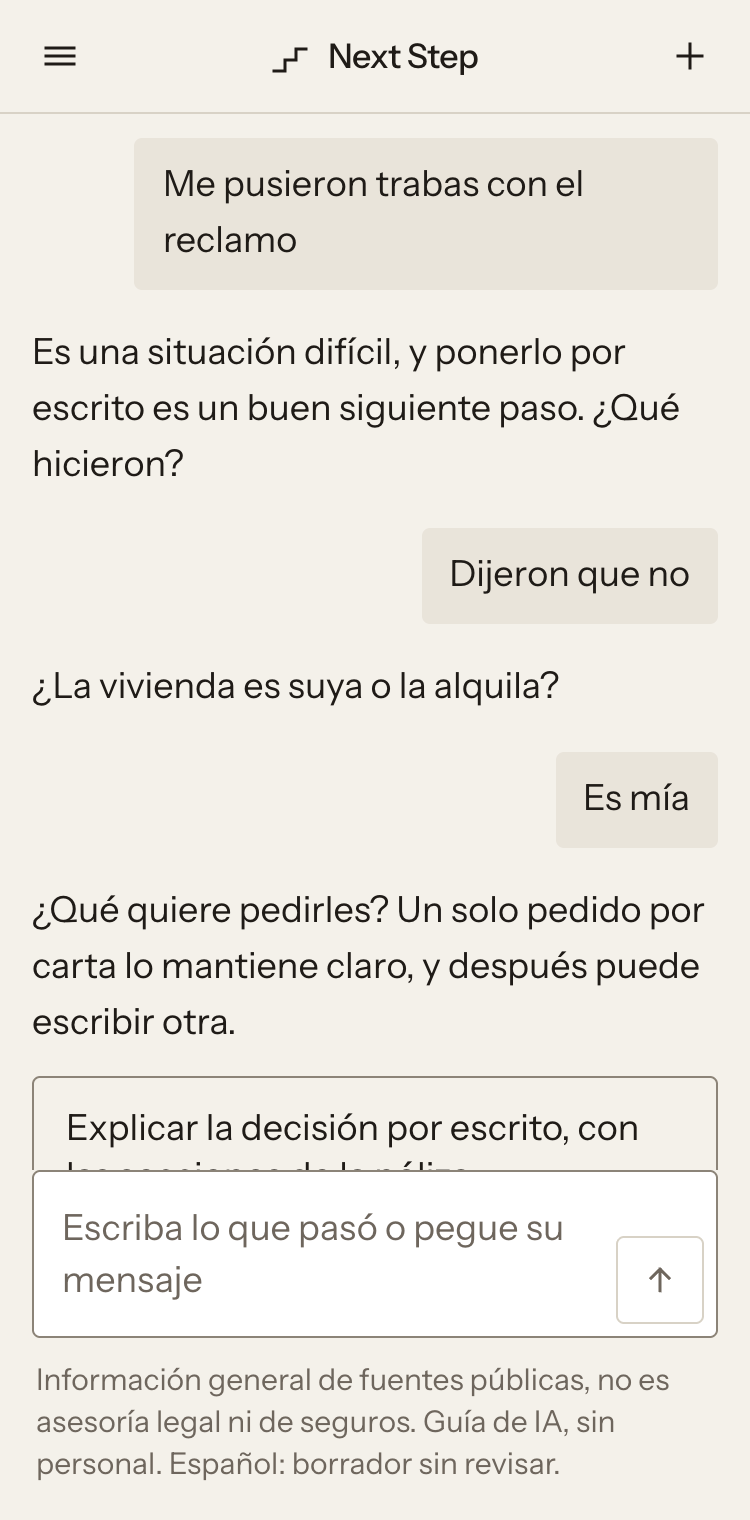 Next Step
Me pusieron trabas con el
reclamo
Es una situación difícil, y ponerlo por
escrito es un buen siguiente paso. ¿Qué
hicieron?
Dijeron que no
¿La vivienda es suya o la alquila?
Es mía
¿Qué quiere pedirles? Un solo pedido por
carta lo mantiene claro, y después puede
escribir otra.
Explicar la decisión por escrito, con
Escriba lo que pasó o pegue su
mensaje
Información general de fuentes públicas, no es
asesoría legal ni de seguros. Guía de IA, sin
personal. Español: borrador sin revisar.